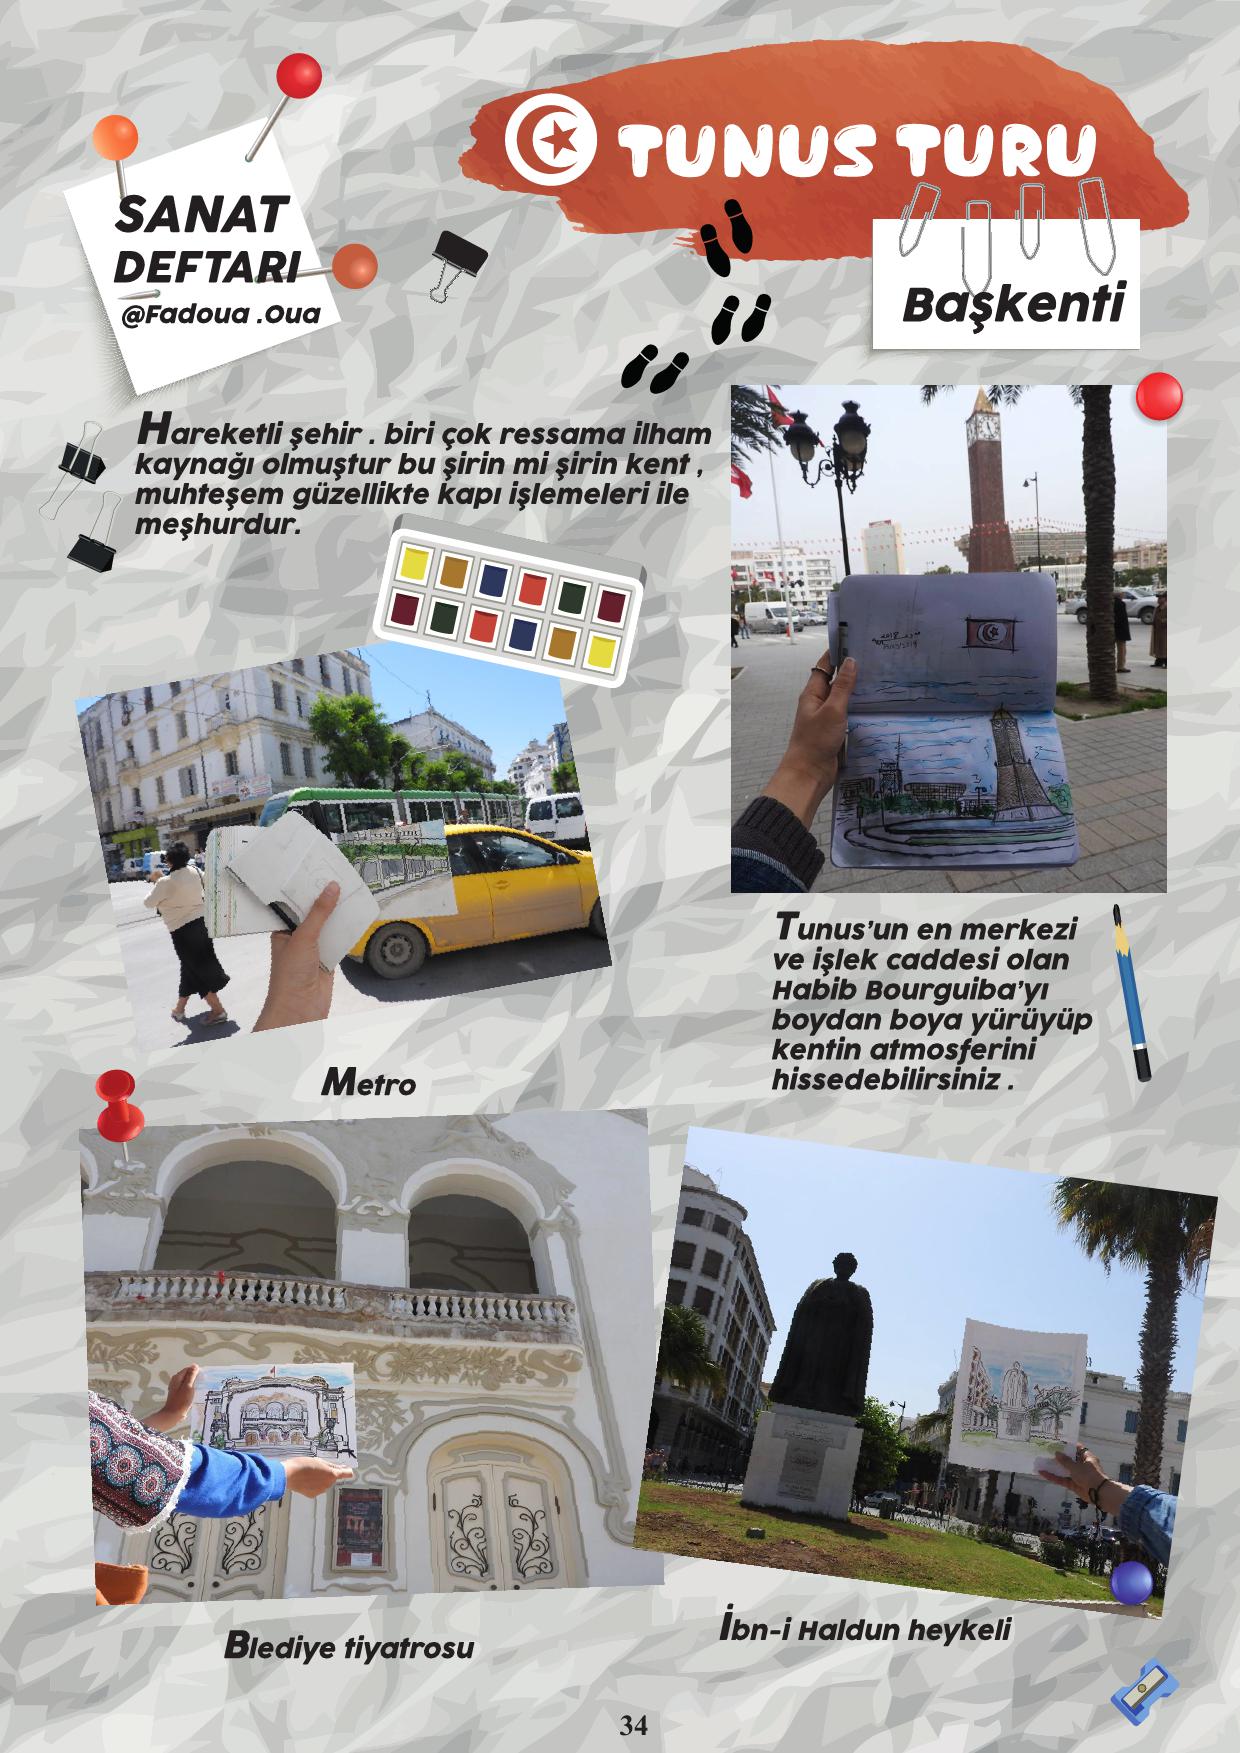 TUNUS TURU
SANAT
DEFTARI
@Fadoua .Oua
Başkenti
Hareketli şehir . biri çok ressama ilham
kaynağı olmuştur bu şirin mi şirin kent ,
muhteşem güzellikte kapı işlemeleri ile
meşhurdur.
Tunus'un en merkezi
ve işlek caddesi olan
Habib Bourguiba'yı
boydan boya yürüyüp
kentin atmosferini
hissedebilirsiniz .
Metro
Blediye tiyatrosu
İbn-i Haldun heykeli
34